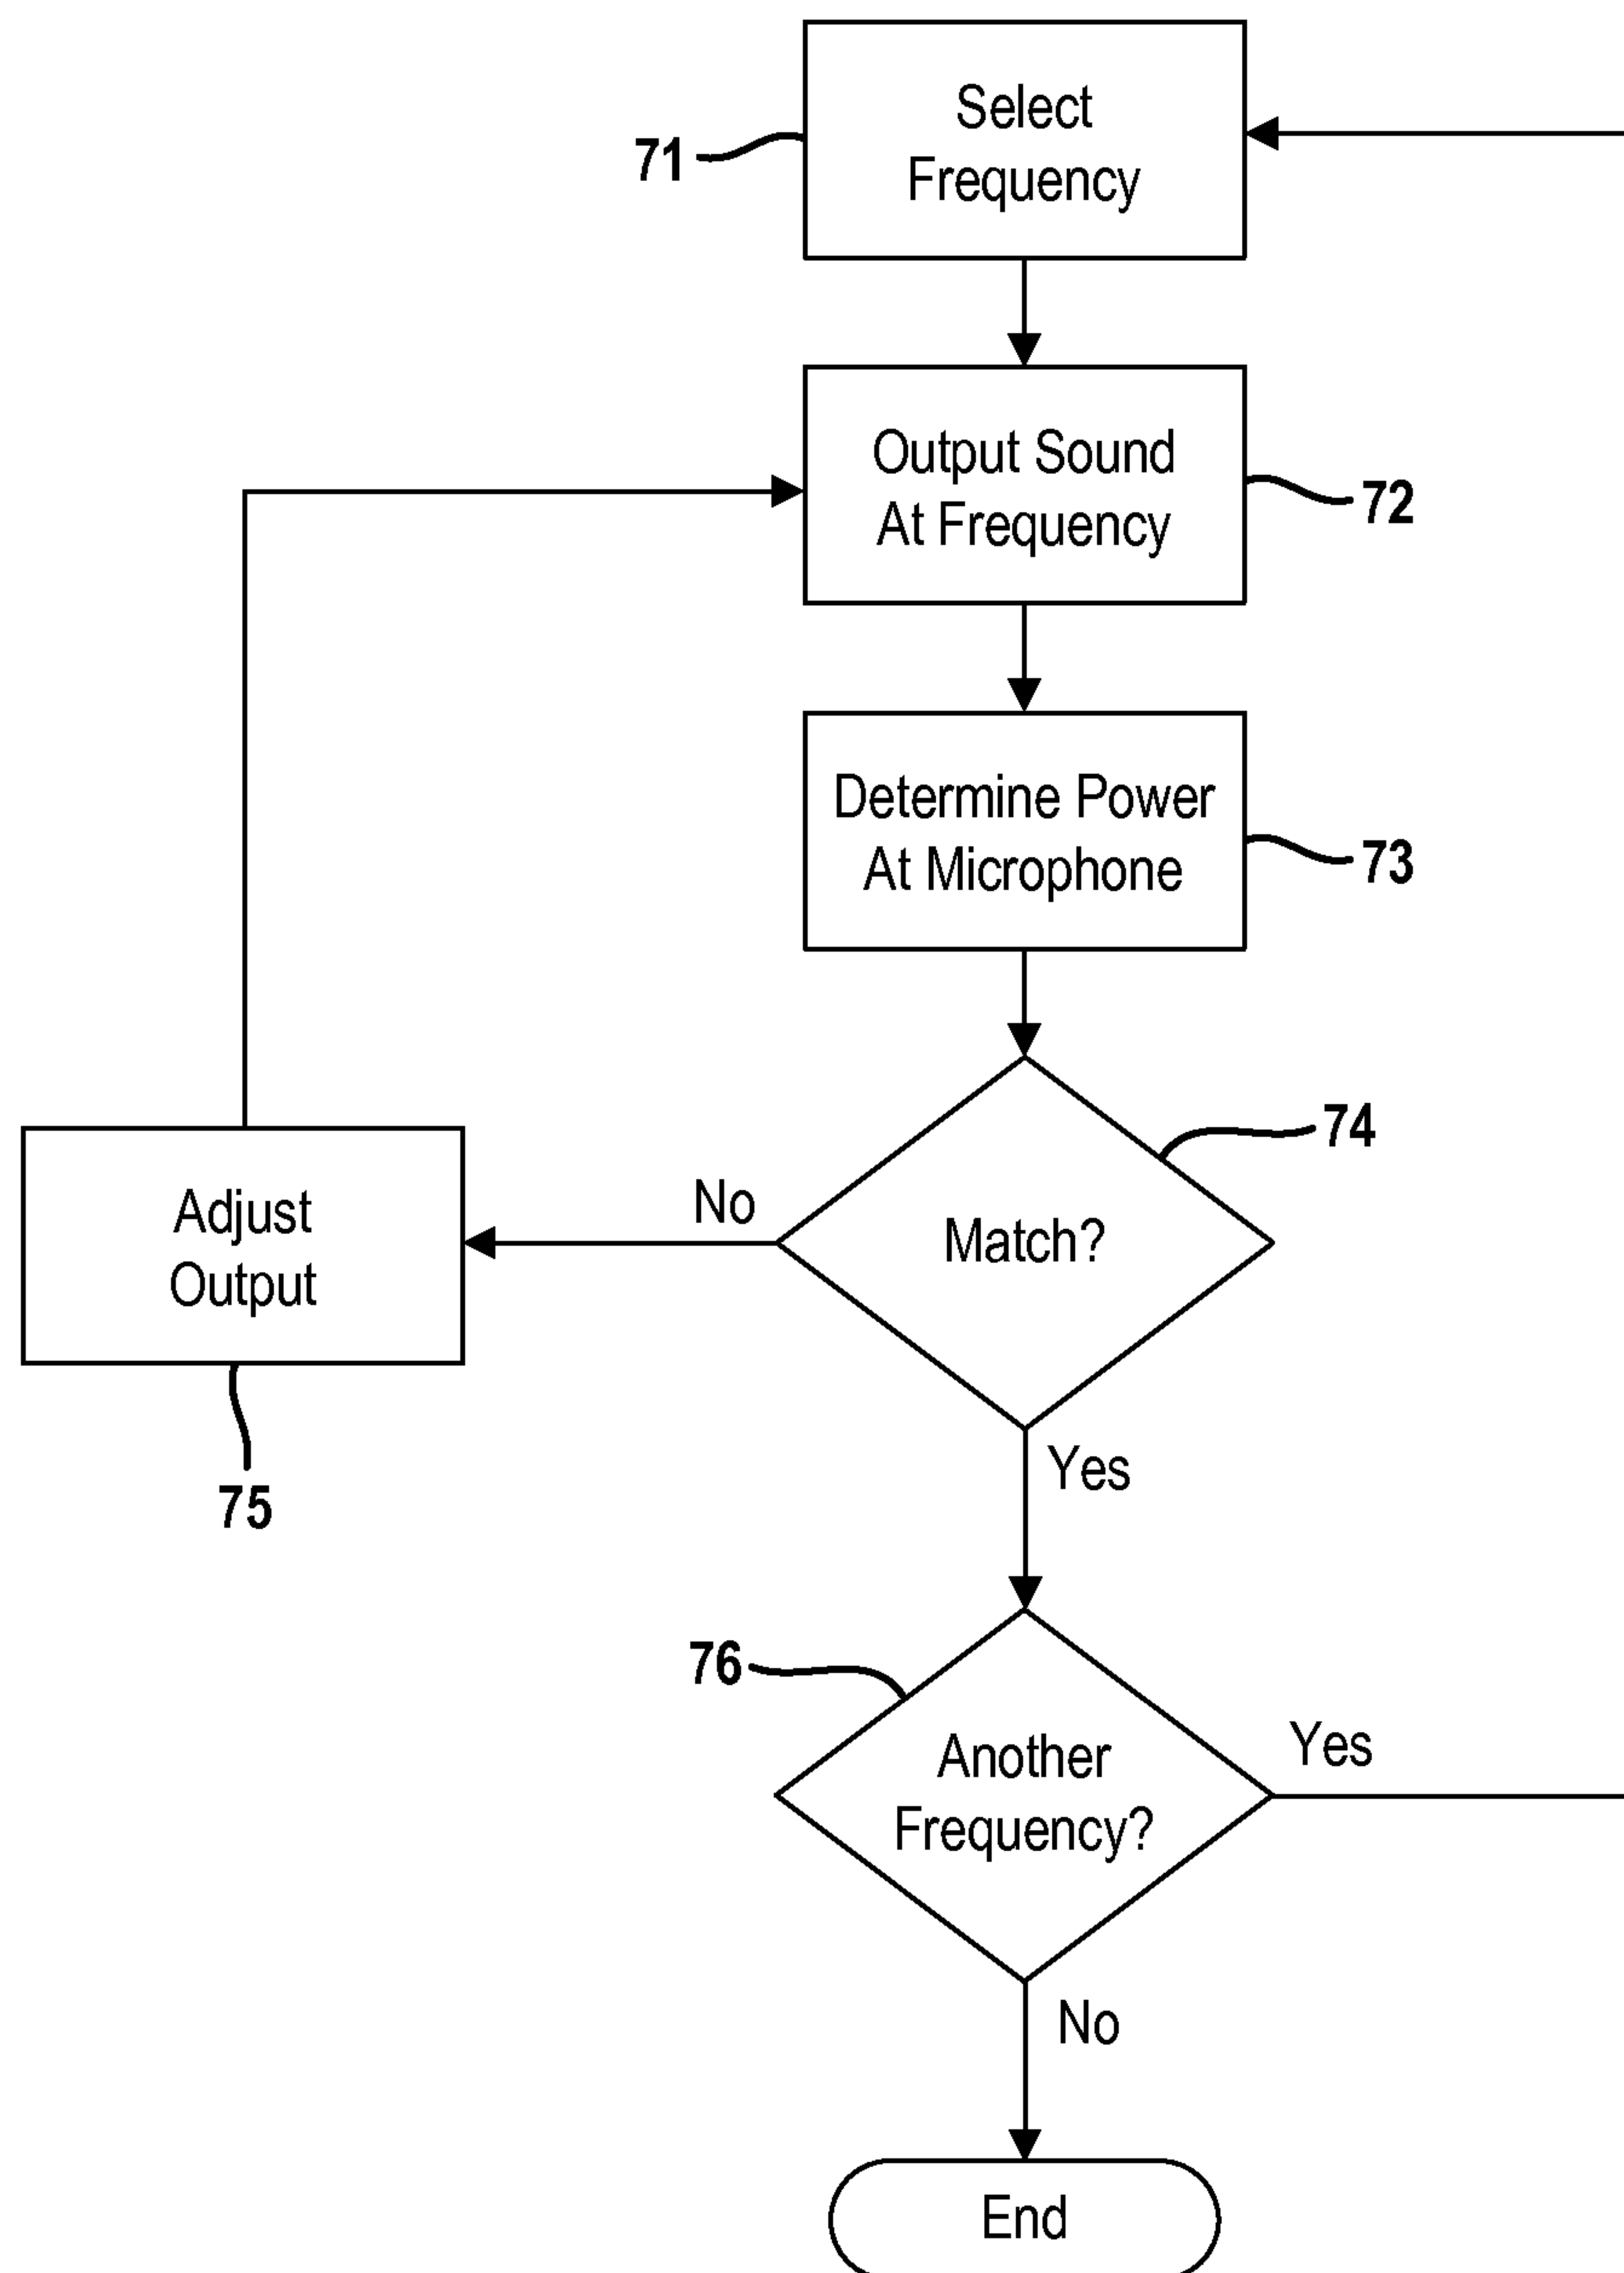 Select
Frequency
71
Output Sound
At Frequency
72
Determine Power
At Microphone
73
74
No
Match?
Adjust
Output
75
Yes
76
Another
Frequency?
Yes
No
End